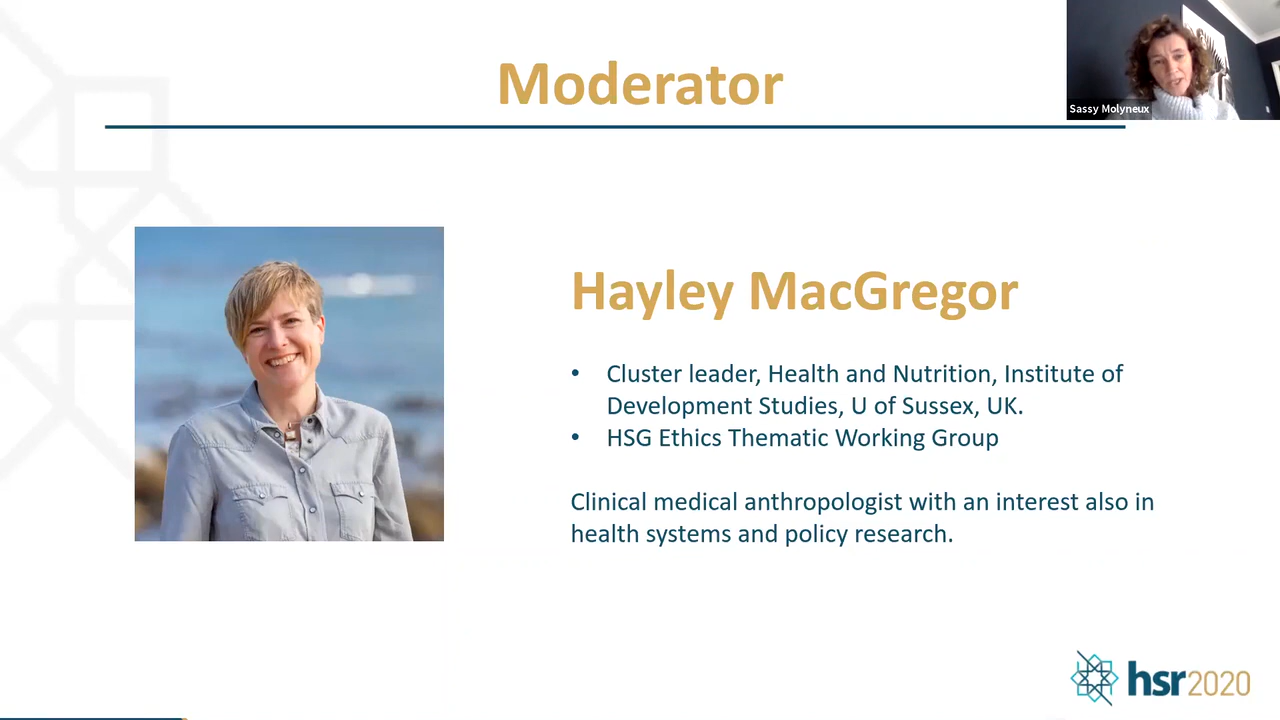 Moderator
Sassy Molyneux
Hayley MacGregor
• Cluster leader, Health and Nutrition, Institute of
Development Studies, U of Sussex, UK.
• HSG Ethics Thematic Working Group
Clinical medical anthropologist with an interest also in
health systems and policy research.
hsr2020